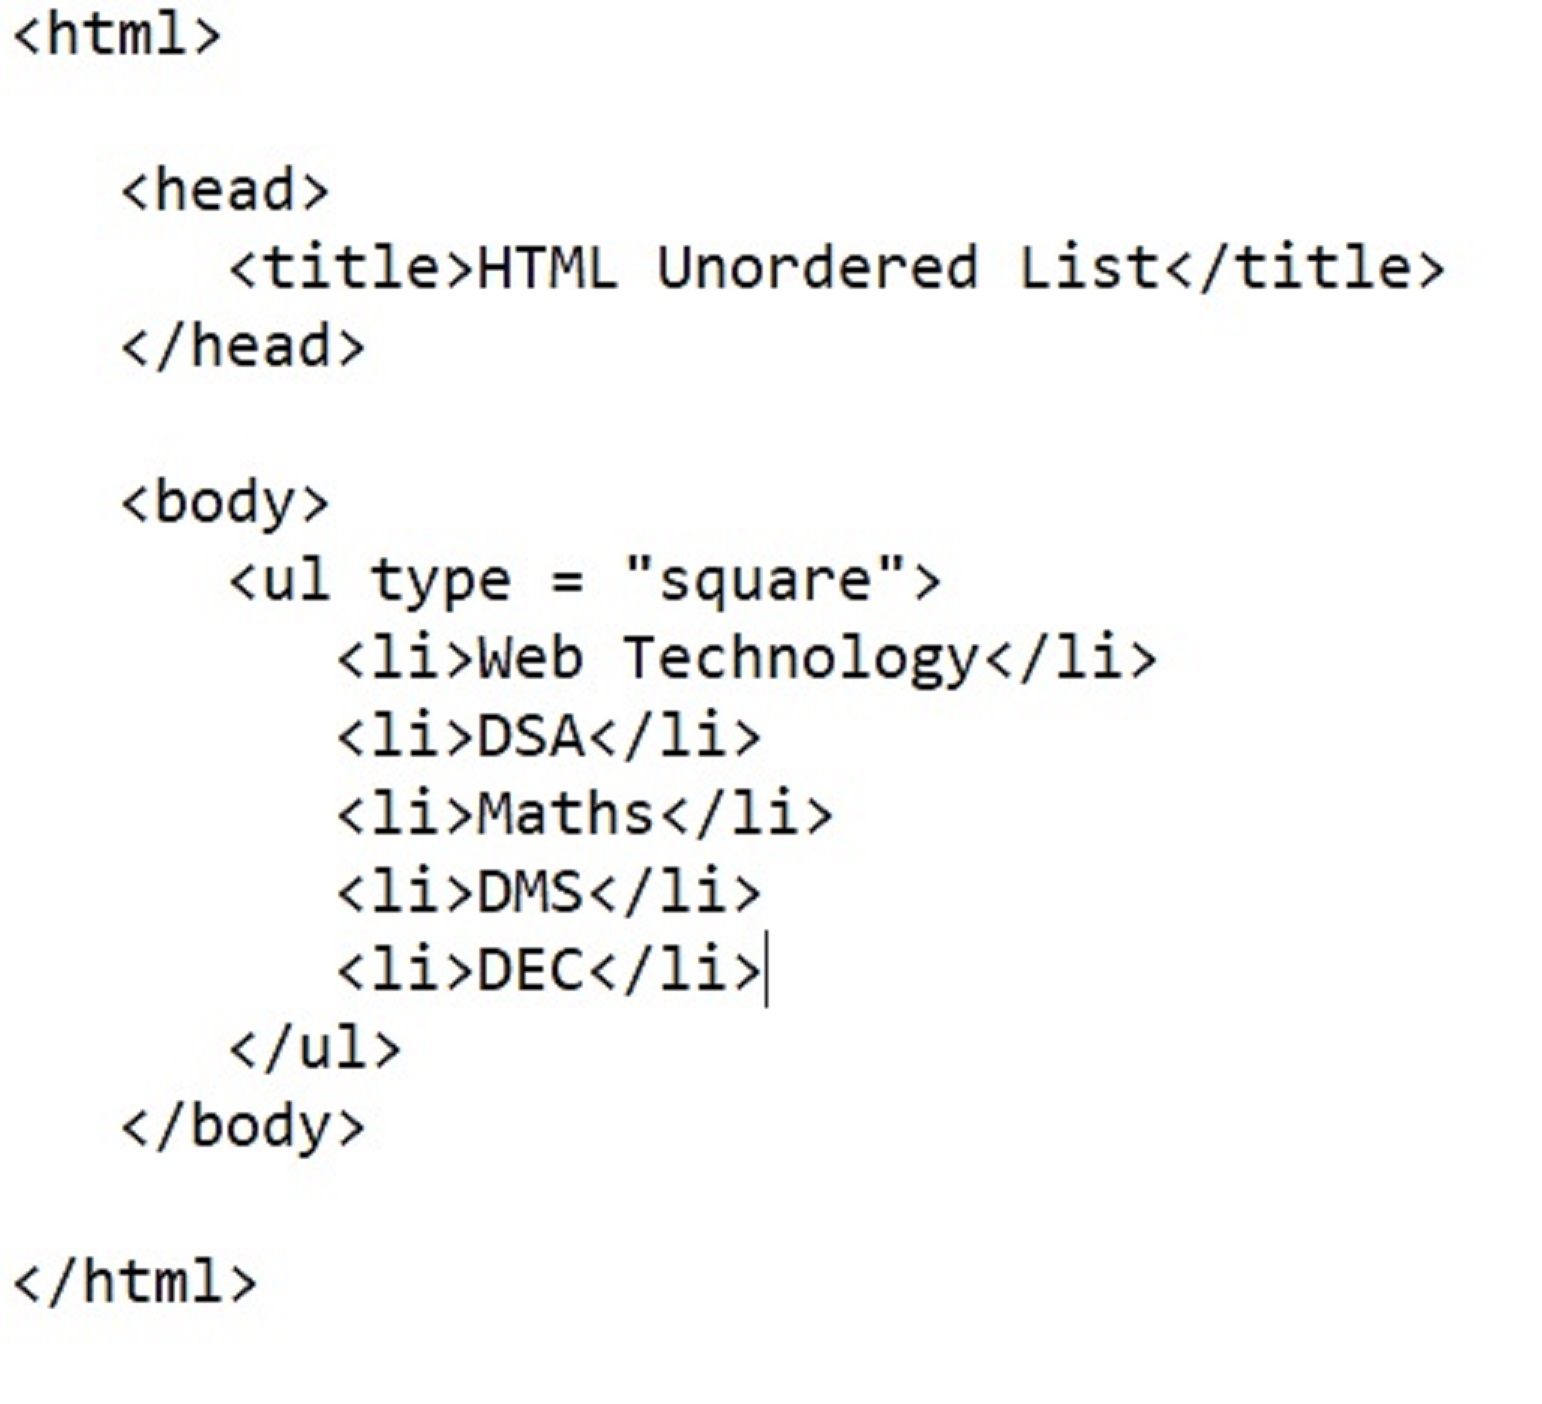 <html>
<head>
<title>HTML Unordered List</title>
</head>
<body>
<ul type = "square">
<li>Web Technology</li>
<li>DSA</li>
<li>Maths</li>
<li>DMS</li>
<li>DEC</li>
</ul>
</body>
</html>